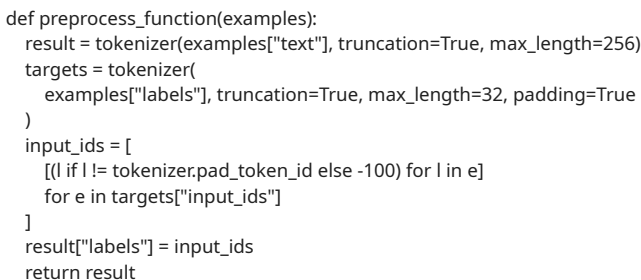 def preprocess_function(examples):
  result = tokenizer(examples["text"], truncation=True, max_length=256)
  targets = tokenizer(
    examples["labels"], truncation=True, max_length=32, padding=True
  )
  input_ids = [
    [(l if l != tokenizer.pad_token_id else -100) for l in e]
    for e in targets["input_ids"]
  ]
  result["labels"] = input_ids
  return result